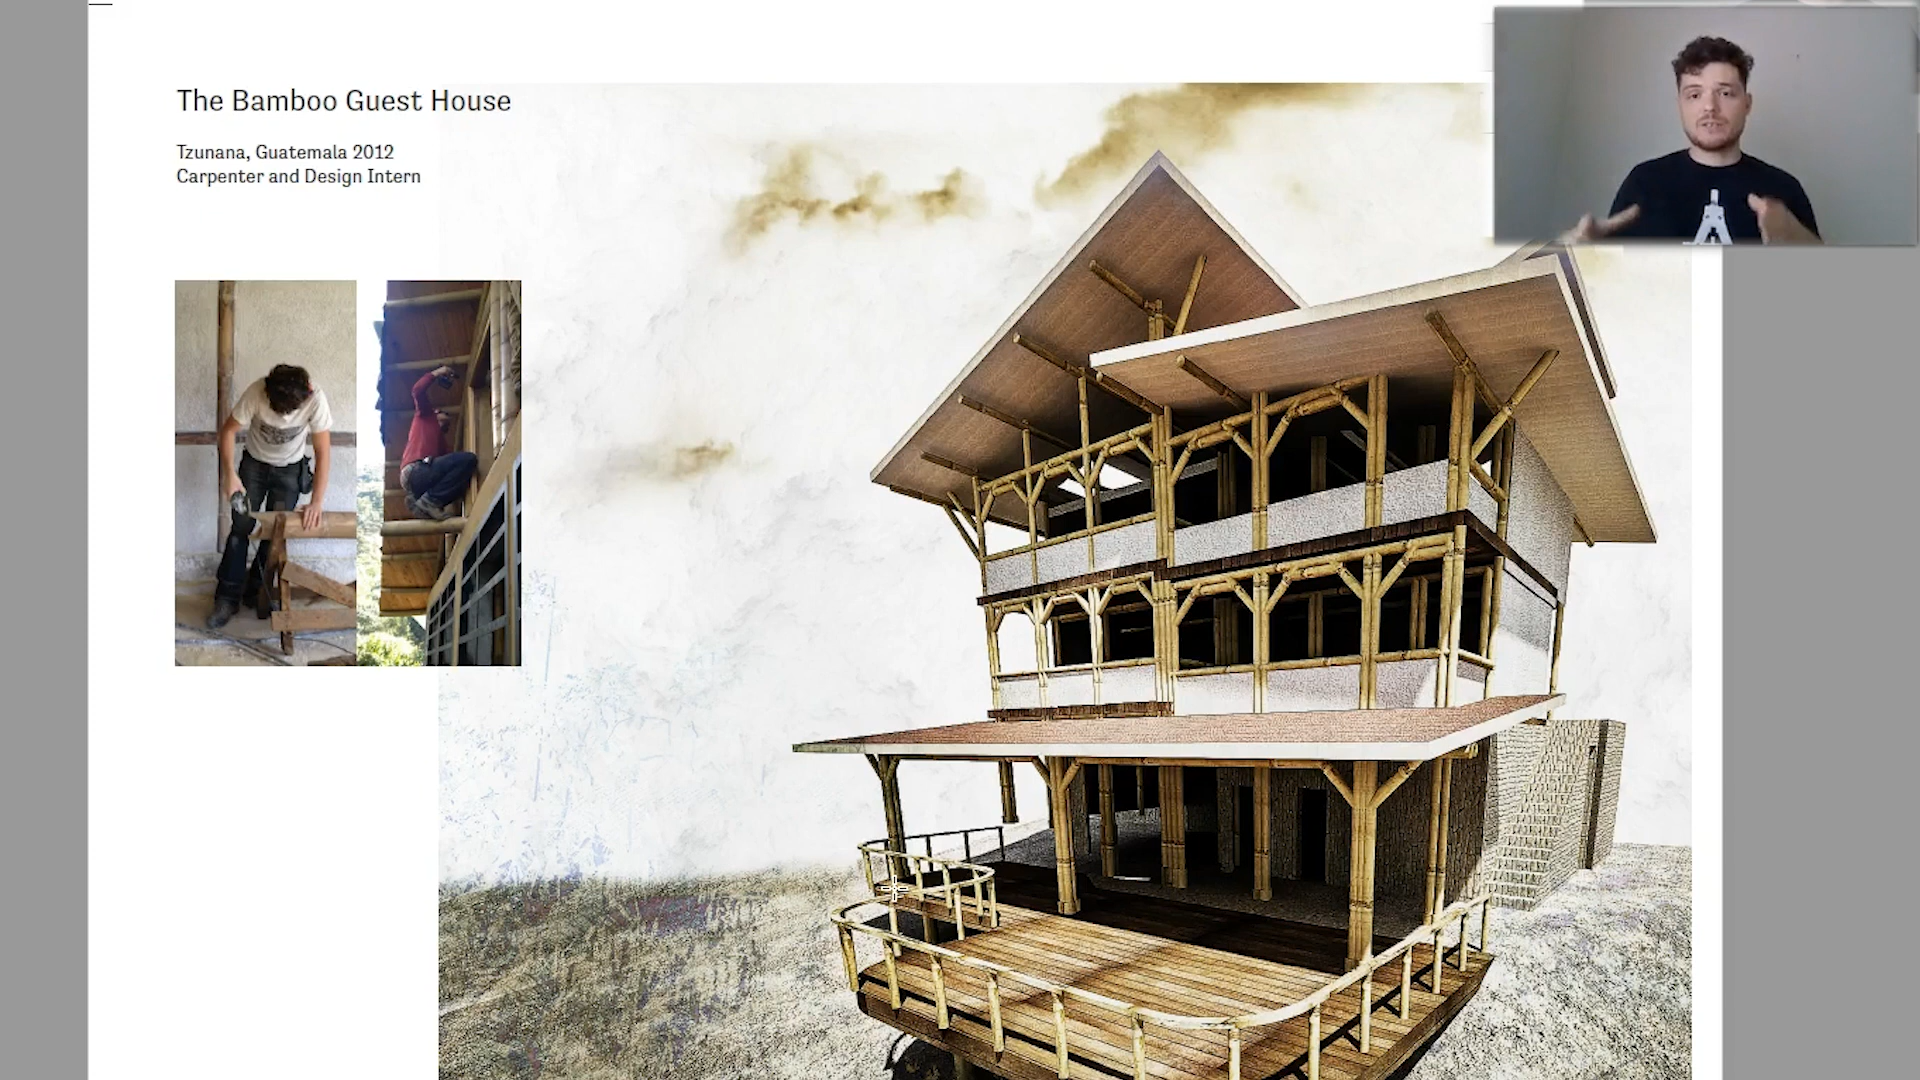 The Bamboo Guest House
Tzunana, Guatemala 2012
Carpenter and Design Intern